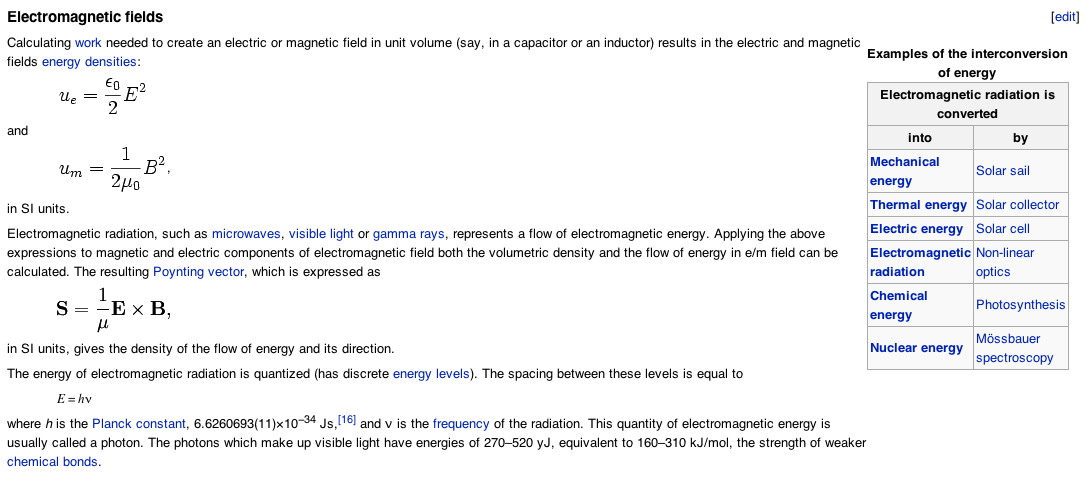 Electromagnetic fields [edit]
Calculating work needed to create an electric or magnetic field in unit volume (say, in a capacitor or an inductor) results in the electric and magnetic
fields energy densities:
u_e = ϵ_0/2 E^2
and
u_m = 1/(2μ_0) B^2,
in SI units.
Electromagnetic radiation, such as microwaves, visible light or gamma rays, represents a flow of electromagnetic energy. Applying the above
expressions to magnetic and electric components of electromagnetic field both the volumetric density and the flow of energy in e/m field can be
calculated. The resulting Poynting vector, which is expressed as
S = 1/μ E × B,
in SI units, gives the density of the flow of energy and its direction.
The energy of electromagnetic radiation is quantized (has discrete energy levels). The spacing between these levels is equal to
E = hν
where h is the Planck constant, 6.6260693(11)×10^−34 Js,[16] and ν is the frequency of the radiation. This quantity of electromagnetic energy is
usually called a photon. The photons which make up visible light have energies of 270–520 yJ, equivalent to 160–310 kJ/mol, the strength of weaker
chemical bonds.
Examples of the interconversion
of energy
Electromagnetic radiation is
converted
into by
Mechanical
energy
Solar sail
Thermal energy Solar collector
Electric energy Solar cell
Electromagnetic
radiation
Non-linear
optics
Chemical
energy
Photosynthesis
Nuclear energy
Mössbauer
spectroscopy